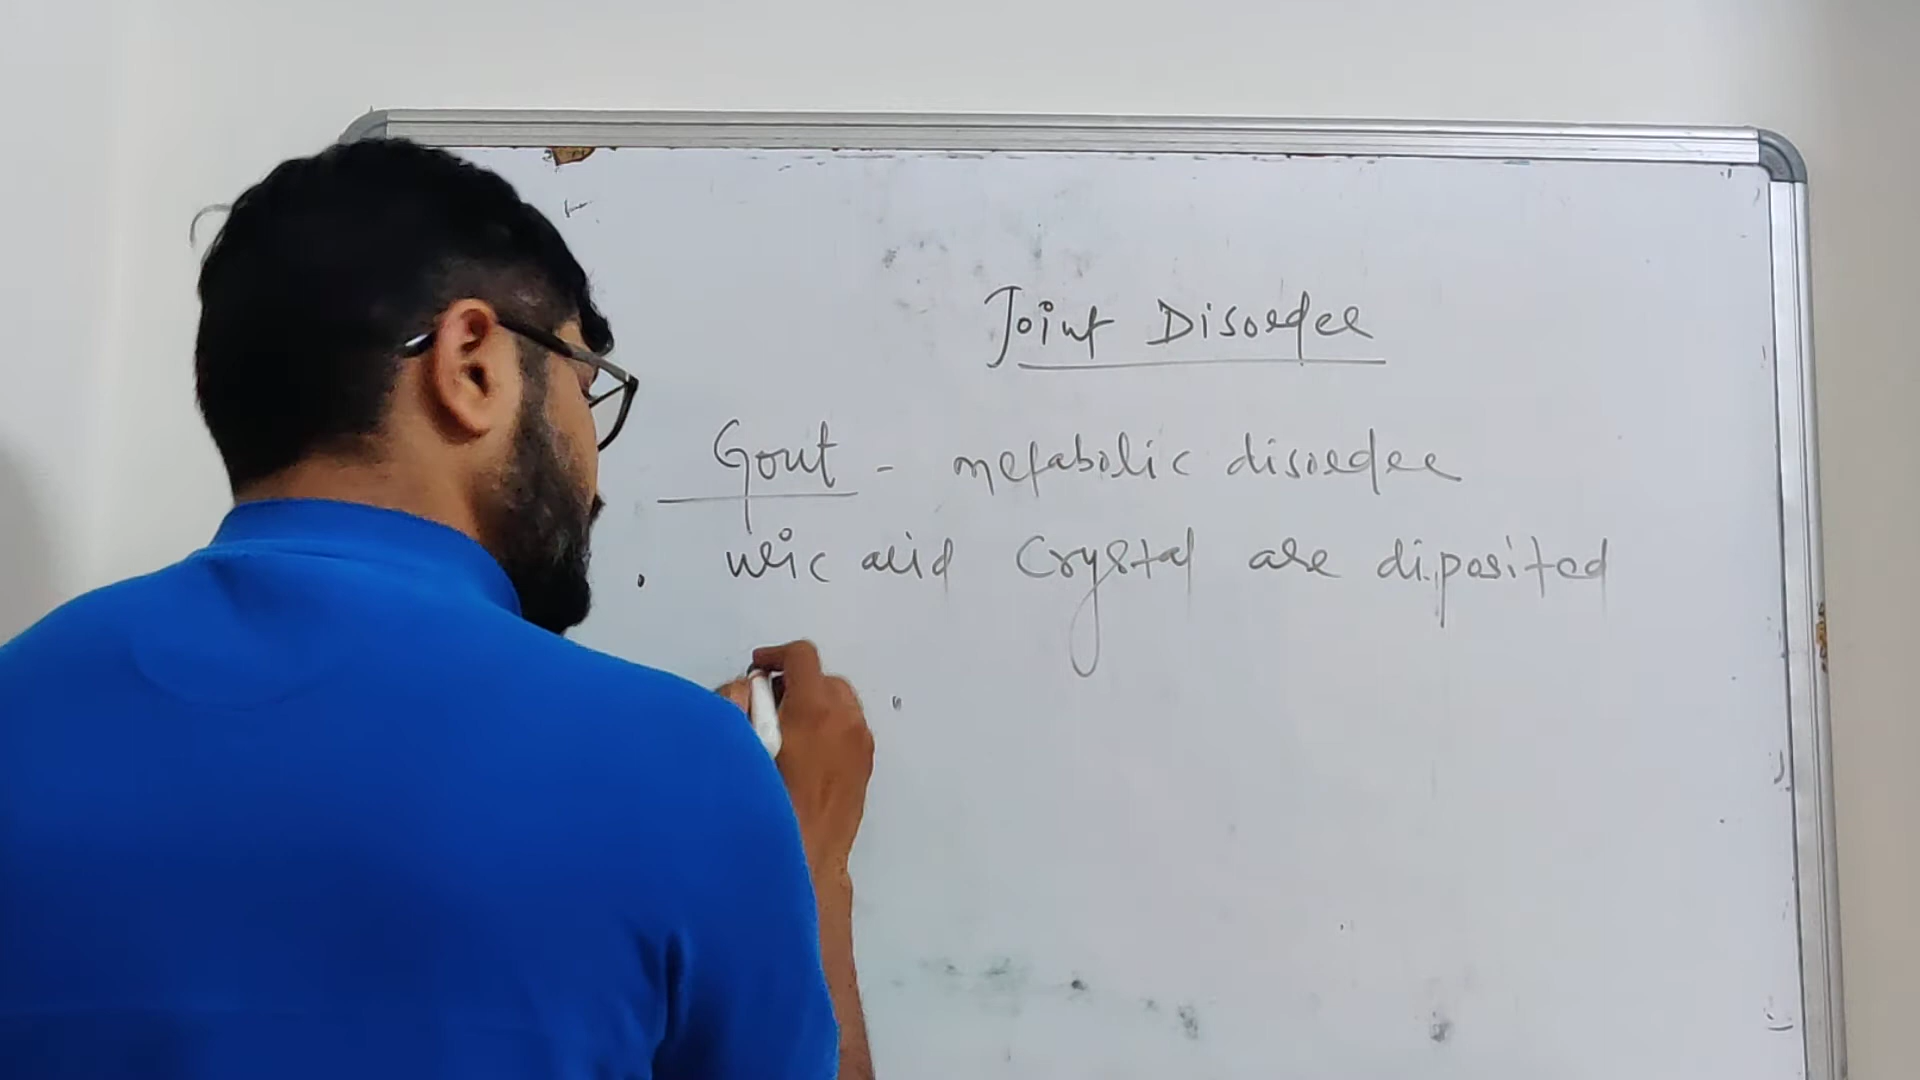 Joint Disorder
Gout - metabolic disorder
. uric acid Crystal are diposited